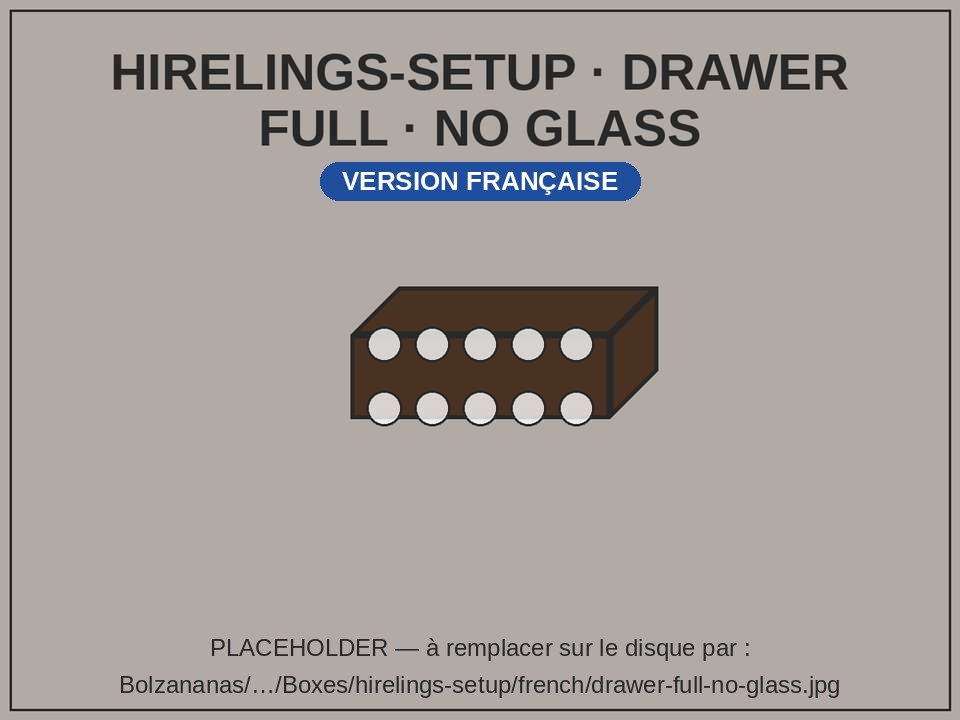 HIRELINGS-SETUP · DRAWER
FULL · NO GLASS
VERSION FRANÇAISE
PLACEHOLDER — à remplacer sur le disque par :
Bolzananas/…/Boxes/hirelings-setup/french/drawer-full-no-glass.jpg